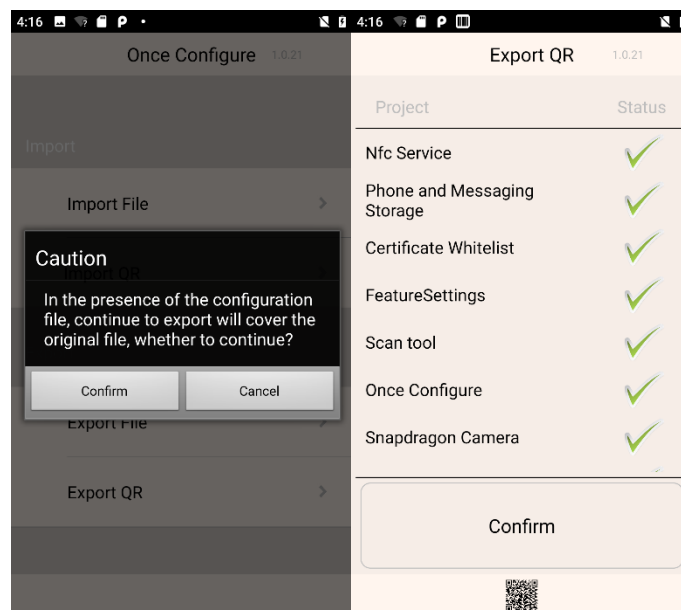 4:16
Once Configure 1.0.21
Import
Import File
Import QR
Caution
In the presence of the configuration
file, continue to export will cover the
original file, whether to continue?
Confirm Cancel
Export File
Export QR
4:16
Export QR 1.0.21
Project Status
Nfc Service
Phone and Messaging
Storage
Certificate Whitelist
FeatureSettings
Scan tool
Once Configure
Snapdragon Camera
Confirm